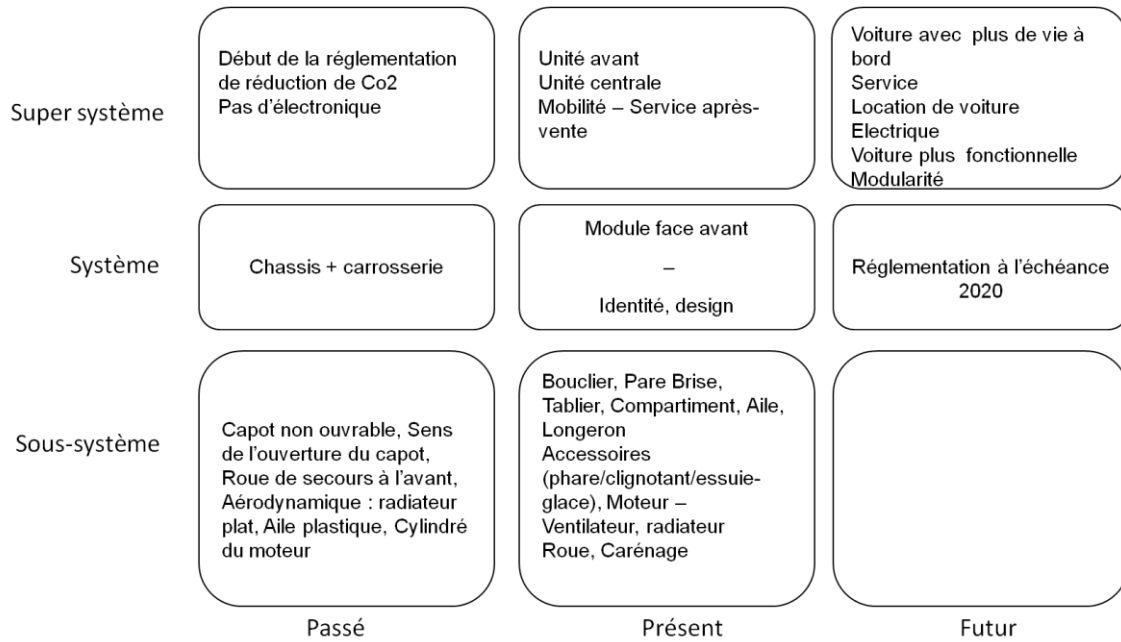 Super système
Début de la réglementation
de réduction de Co2
Pas d'électronique
Unité avant
Unité centrale
Mobilité – Service après-
vente
Voiture avec plus de vie à
bord
Service
Location de voiture
Electrique
Voiture plus fonctionnelle
Modularité
Système
Chassis + carrosserie
Module face avant
–
Identité, design
Réglementation à l'échéance
2020
Sous-système
Capot non ouvrable, Sens
de l'ouverture du capot,
Roue de secours à l'avant,
Aérodynamique : radiateur
plat, Aile plastique, Cylindré
du moteur
Bouclier, Pare Brise,
Tablier, Compartiment, Aile,
Longeron
Accessoires
(phare/clignotant/essuie-
glace), Moteur –
Ventilateur, radiateur
Roue, Carénage
Passé
Présent
Futur